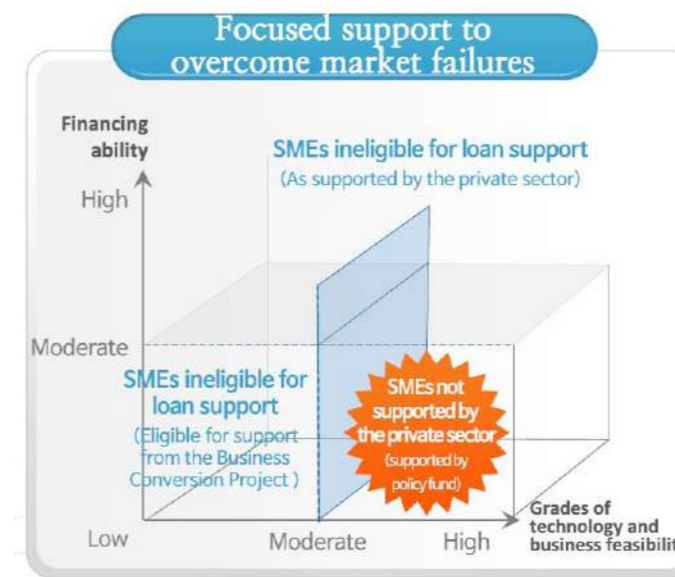 Focused support to
overcome market failures
Financing
ability
SMEs ineligible for loan support
(As supported by the private sector)
High
Moderate
SMEs ineligible for
loan support
(Eligible for support
from the Business
Conversion Project )
SMEs not
supported by
the private sector
(supported by
policy fund)
Low
Moderate
High
Grades of
technology and
business feasibilit